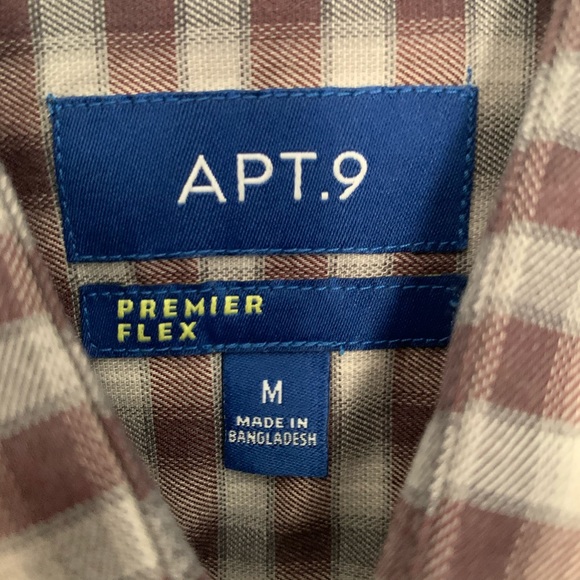 APT.9
PREMIER
FLEX
M
MADE IN
BANGLADESH